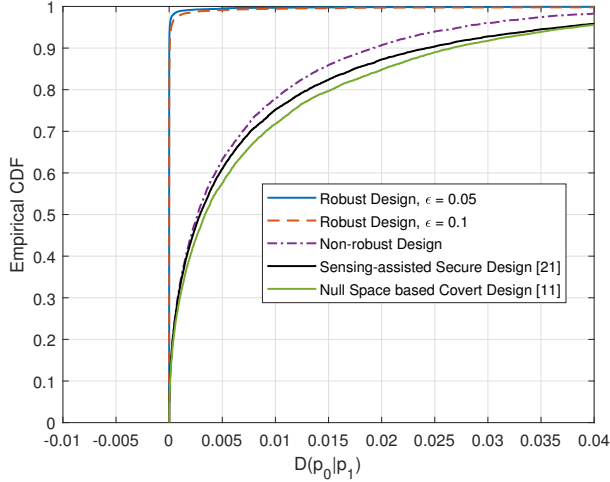 1
0.9
0.8
0.7
0.6
0.5
0.4
0.3
0.2
0.1
0
Empirical CDF
Robust Design, ϵ = 0.05
Robust Design, ϵ = 0.1
Non-robust Design
Sensing-assisted Secure Design [21]
Null Space based Covert Design [11]
-0.01 -0.005 0 0.005 0.01 0.015 0.02 0.025 0.03 0.035 0.04
D(p₀|p₁)